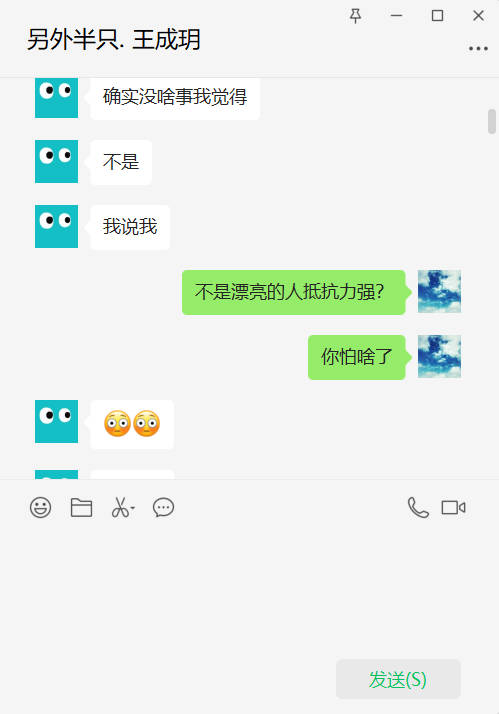 另外半只. 王成玥
确实没啥事我觉得
不是
我说我
不是漂亮的人抵抗力强?
你怕啥了
发送(S)